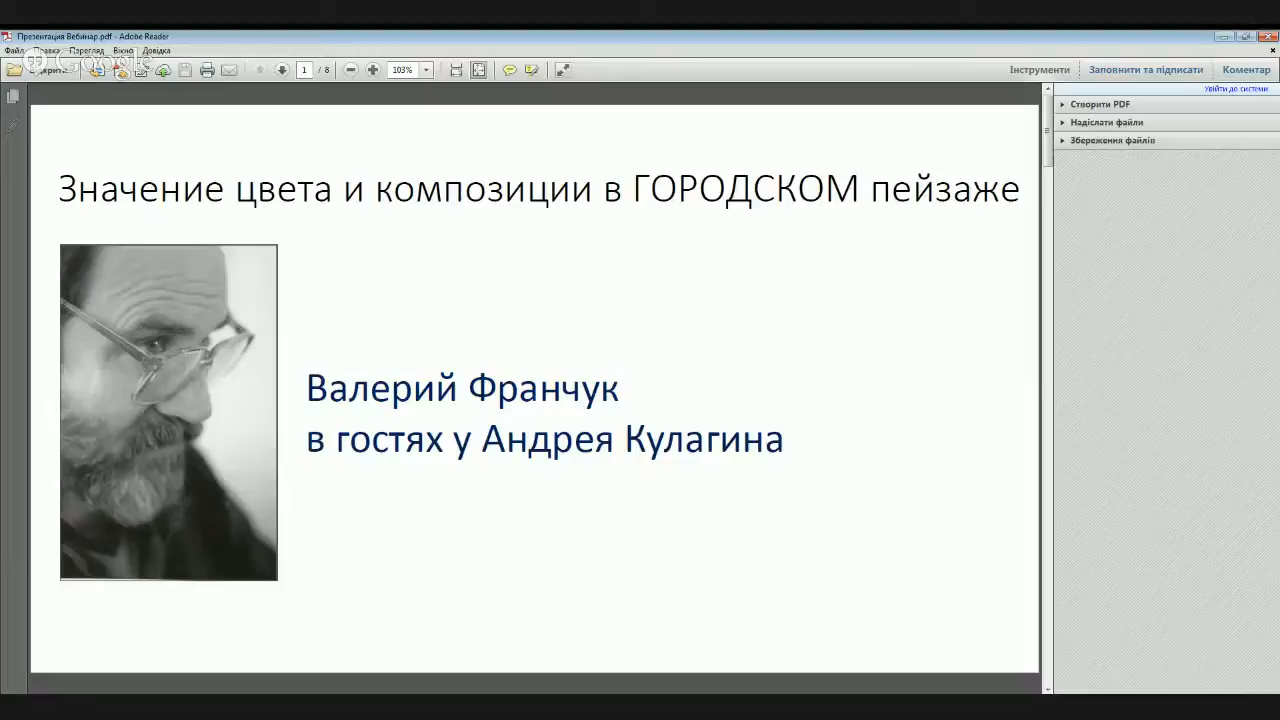 Презентация Вебинар.pdf - Adobe Reader
Файл Правка Перегляд Вікно Довідка
Google
1 / 8 103% Інструменти Заповнити та підписати Коментар
Увійти до системи
Створити PDF
Надіслати файли
Збереження файлів
Значение цвета и композиции в ГОРОДСКОМ пейзаже
Валерий Франчук
в гостях у Андрея Кулагина